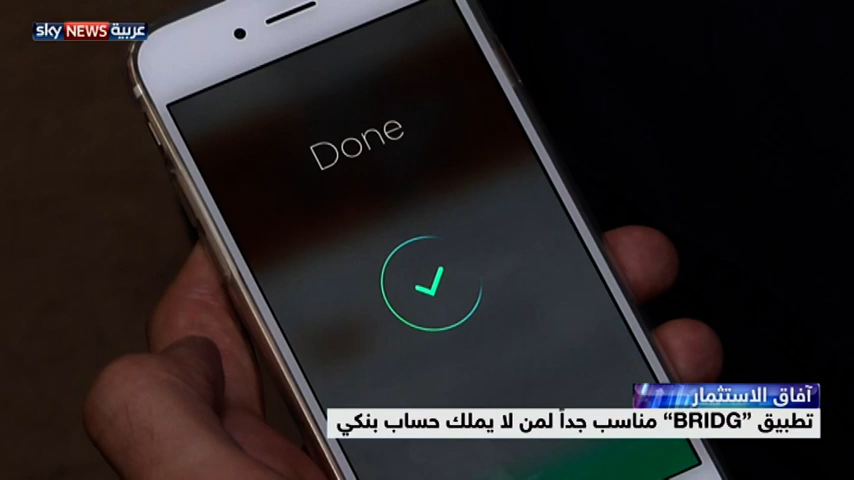 sky NEWS عربية
Done
آفاق الاستثمار
تطبيق "BRIDG" مناسب جداً لمن لا يملك حساب بنكي